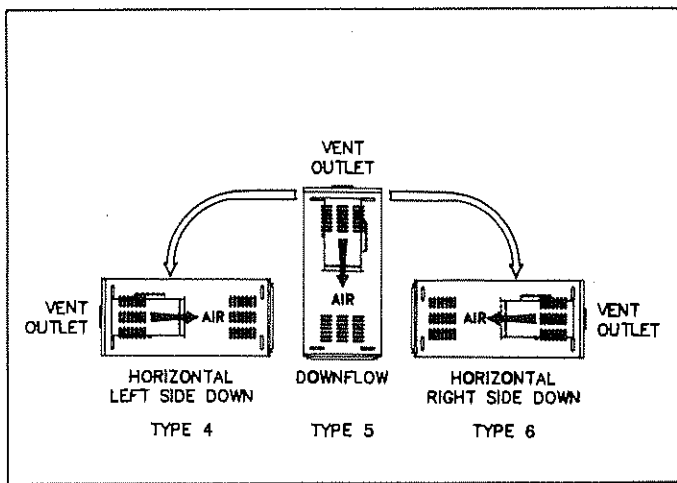 VENT
OUTLET
AIR
VENT
OUTLET
AIR
AIR
VENT
OUTLET
HORIZONTAL
LEFT SIDE DOWN
DOWNFLOW
HORIZONTAL
RIGHT SIDE DOWN
TYPE 4
TYPE 5
TYPE 6